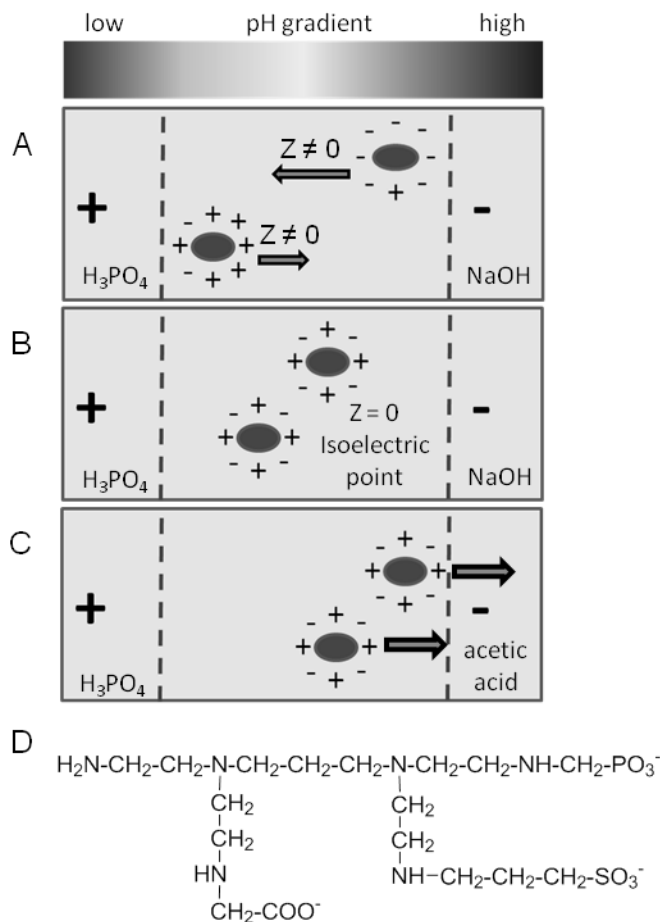 low pH gradient high
A
Z ≠ 0
Z ≠ 0
+ -
H₃PO₄ NaOH
B
+ -
Z = 0
Isoelectric
point
H₃PO₄ NaOH
C
+ -
acetic
acid
H₃PO₄
D
H₂N-CH₂-CH₂-N-CH₂-CH₂-CH₂-N-CH₂-CH₂-NH-CH₂-PO₃⁻
CH₂ CH₂
CH₂ CH₂
HN NH-CH₂-CH₂-CH₂-SO₃⁻
CH₂-COO⁻